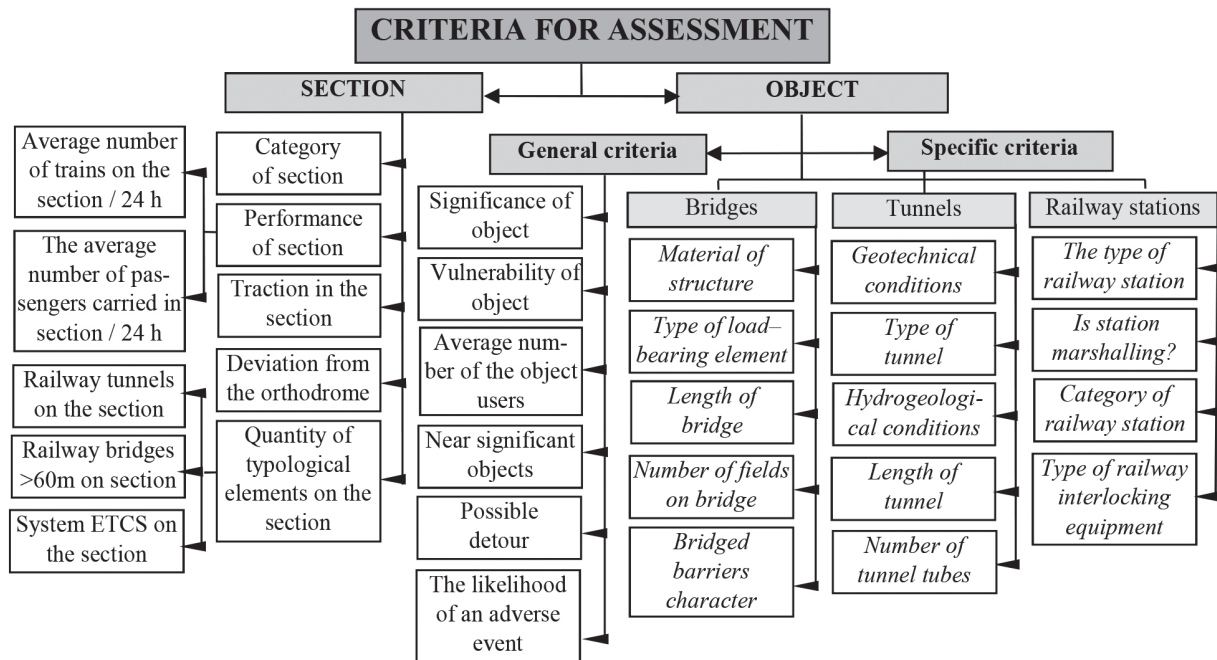 CRITERIA FOR ASSESSMENT
SECTION
OBJECT
Average number
of trains on the
section / 24 h
The average
number of pas-
sengers carried in
section / 24 h
Railway tunnels
on the section
Railway bridges
>60m on section
System ETCS on
the section
Category
of section
Performance
of section
Traction in the
section
Deviation from
the orthodrome
Quantity of
typological
elements on the
section
General criteria
Specific criteria
Significance of
object
Vulnerability of
object
Average num-
ber of the object
users
Near significant
objects
Possible
detour
The likelihood
of an adverse
event
Bridges
Material of
structure
Type of load–
bearing element
Length of
bridge
Number of fields
on bridge
Bridged
barriers
character
Tunnels
Geotechnical
conditions
Type of
tunnel
Hydrogeologi-
cal conditions
Length of
tunnel
Number of
tunnel tubes
Railway stations
The type of
railway station
Is station
marshalling?
Category of
railway station
Type of railway
interlocking
equipment